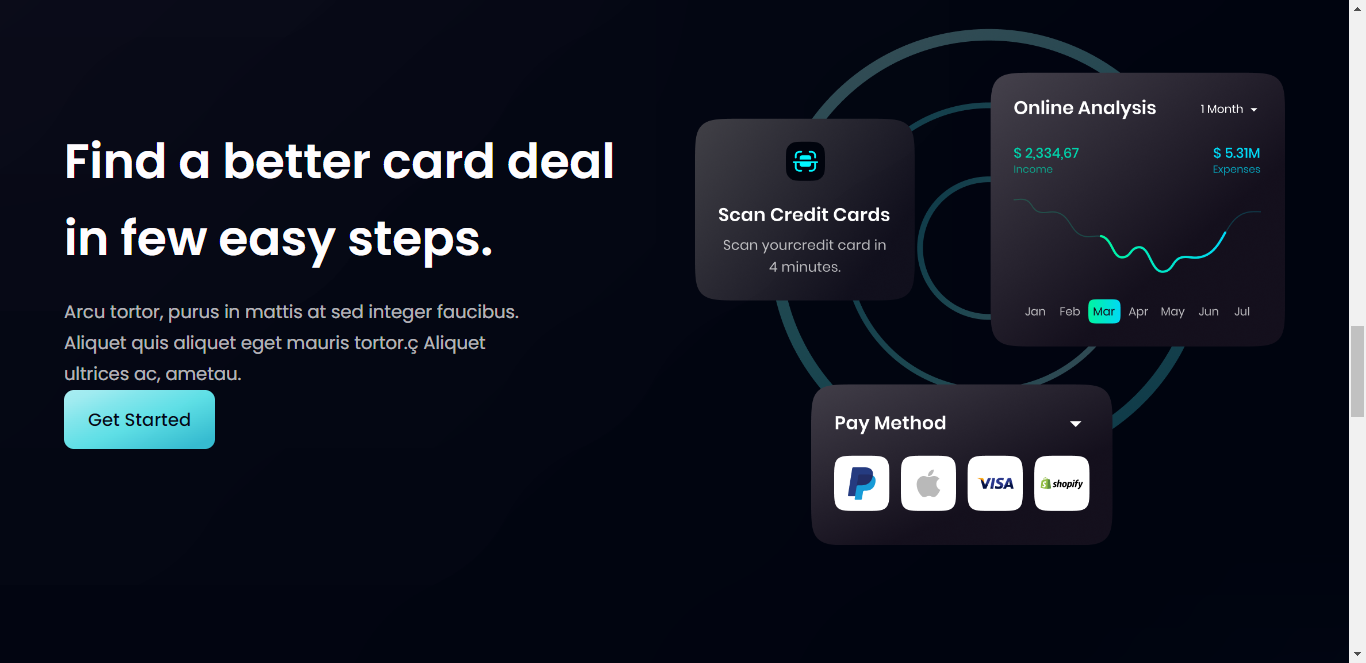 Find a better card deal
in few easy steps.
Arcu tortor, purus in mattis at sed integer faucibus.
Aliquet quis aliquet eget mauris tortor.ç Aliquet
ultrices ac, ametau.
Get Started
Scan Credit Cards
Scan yourcredit card in
4 minutes.
Online Analysis
1 Month
$ 2,334,67
$ 5.31M
Income
Expenses
Jan Feb Mar Apr May Jun Jul
Pay Method
VISA
shopify